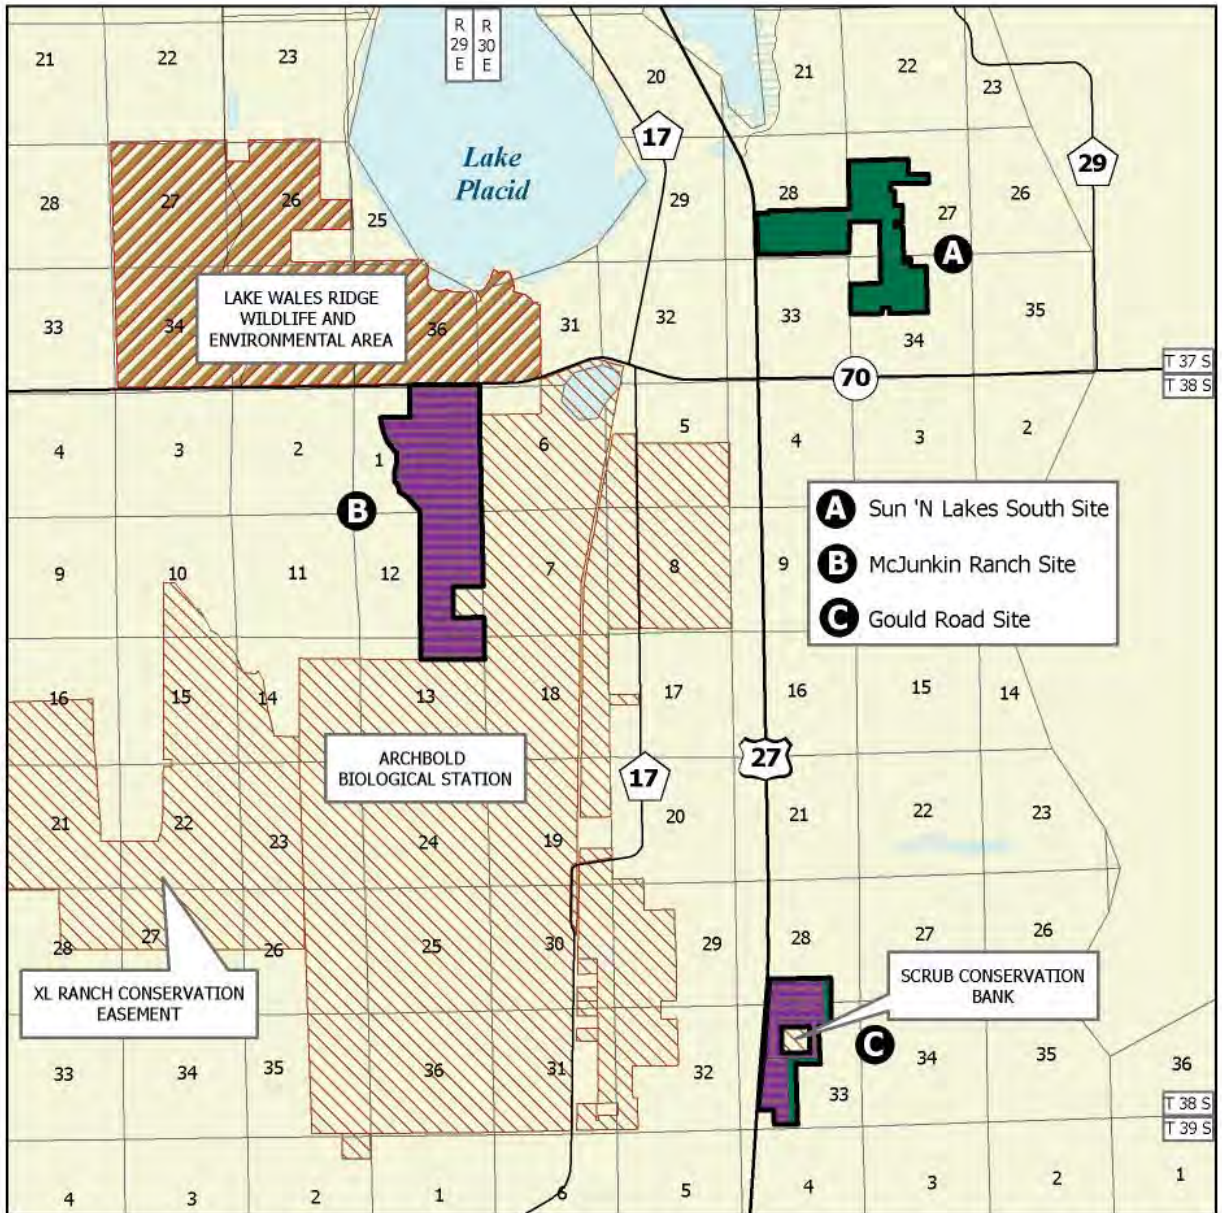 R R
29 30
E E
21 22 23 20 21 22 23
17
Lake
Placid
29
28 27 26 25 29 28 27 26
A
LAKE WALES RIDGE
WILDLIFE AND
ENVIRONMENTAL AREA
33 34 36 31 32 33 34 35
T 37 S
70
T 38 S
4 3 2 1 6 5 4 3 2
B
A Sun 'N Lakes South Site
B McJunkin Ranch Site
C Gould Road Site
9 10 11 12 7 8 9
16 15 14 13 18 17 16 15 14
ARCHBOLD
BIOLOGICAL STATION
17
27
21 22 23 24 19 20 21 22 23
28 27 26 25 30 29 28 27 26
XL RANCH CONSERVATION
EASEMENT
SCRUB CONSERVATION
BANK
C
33 34 35 36 31 32 33 34 35 36
T 38 S
T 39 S
4 3 2 1 6 5 4 3 2 1